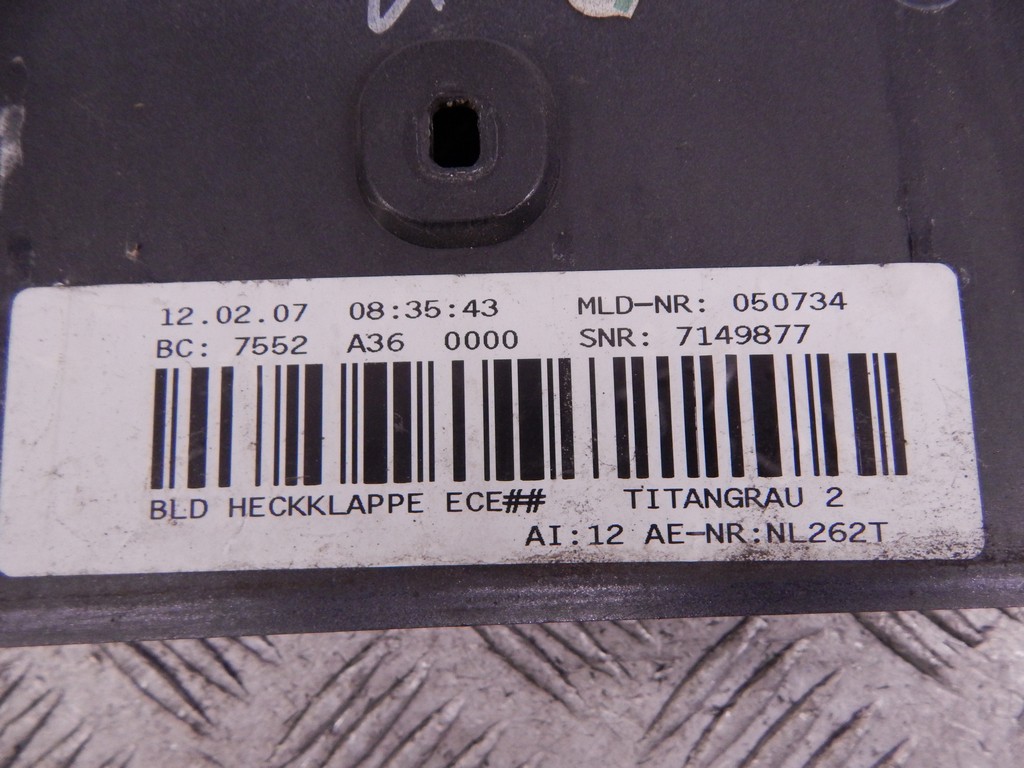 12.02.07 08:35:43 MLD-NR: 050734
BC: 7552 A36 0000 SNR: 7149877
BLD HECKKLAPPE ECE## TITANGRAU 2
AI:12 AE-NR:NL262T